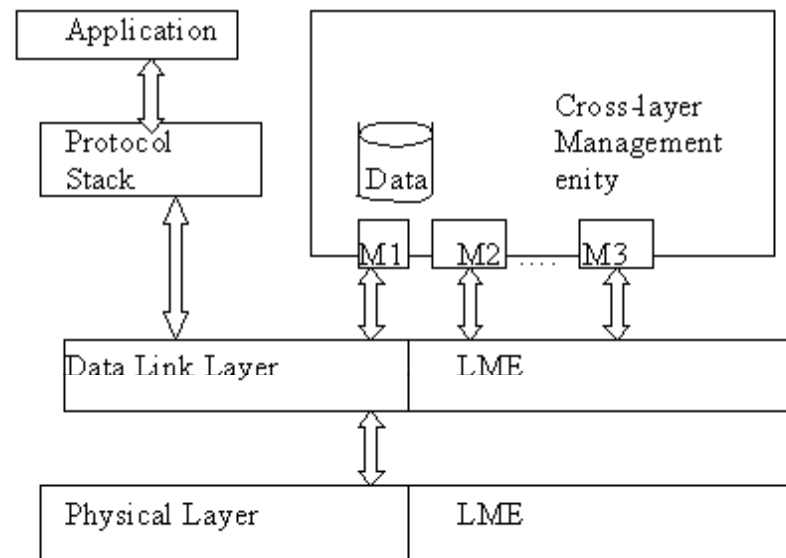 Application
Protocol
Stack
Cross-layer
Management
enity
Data
M1
M2
....
M3
Data Link Layer
LME
Physical Layer
LME